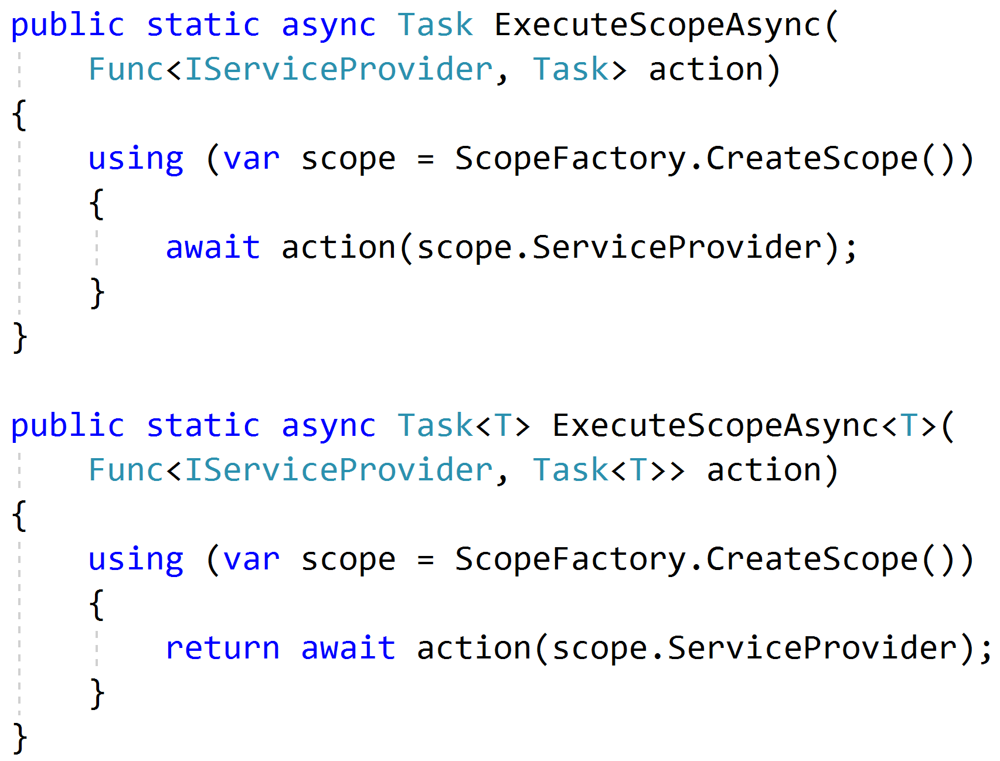 public static async Task ExecuteScopeAsync(
    Func<IServiceProvider, Task> action)
{
    using (var scope = ScopeFactory.CreateScope())
    {
        await action(scope.ServiceProvider);
    }
}

public static async Task<T> ExecuteScopeAsync<T>(
    Func<IServiceProvider, Task<T>> action)
{
    using (var scope = ScopeFactory.CreateScope())
    {
        return await action(scope.ServiceProvider);
    }
}